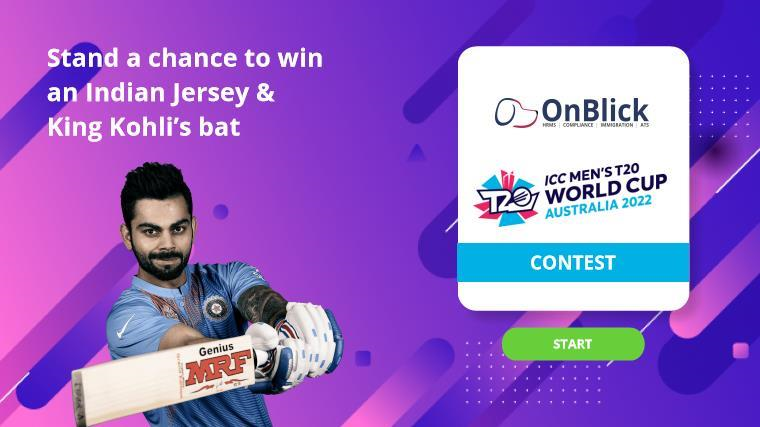 Stand a chance to win
an Indian Jersey &
King Kohli's bat
OnBlick
HRMS | COMPLIANCE | IMMIGRATION | ATS
T20
ICC MEN'S T20
WORLD CUP
AUSTRALIA 2022
CONTEST
START
Genius
MRF